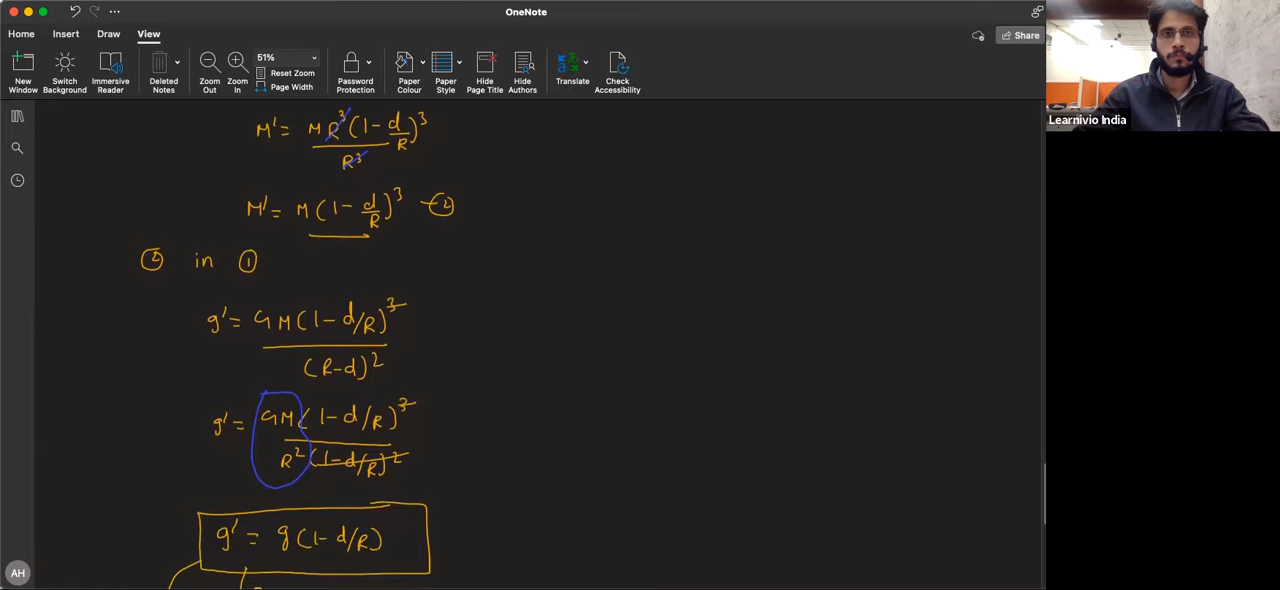 OneNote
Home Insert Draw View
Share
New Window
Switch Background
Immersive Reader
Deleted Notes
Zoom Out
Zoom In
51%
Reset Zoom
Page Width
Password Protection
Paper Colour
Paper Style
Hide Page Title
Hide Authors
Translate
Check Accessibility
Learnivio India
M' = MR³(1 - d/R)³ / R³
M' = M(1 - d/R)³ - ②
② in ①
g' = GM(1 - d/R)³ / (R-d)²
g' = GM(1 - d/R)³ / R²(1 - d/R)²
g' = g(1 - d/R)
AH